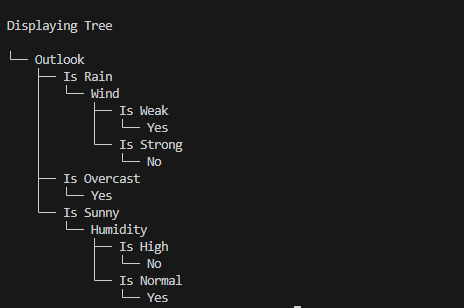 Displaying Tree
└── Outlook
    ├── Is Rain
    │   └── Wind
    │       ├── Is Weak
    │       │   └── Yes
    │       └── Is Strong
    │           └── No
    ├── Is Overcast
    │   └── Yes
    └── Is Sunny
        └── Humidity
            ├── Is High
            │   └── No
            └── Is Normal
                └── Yes